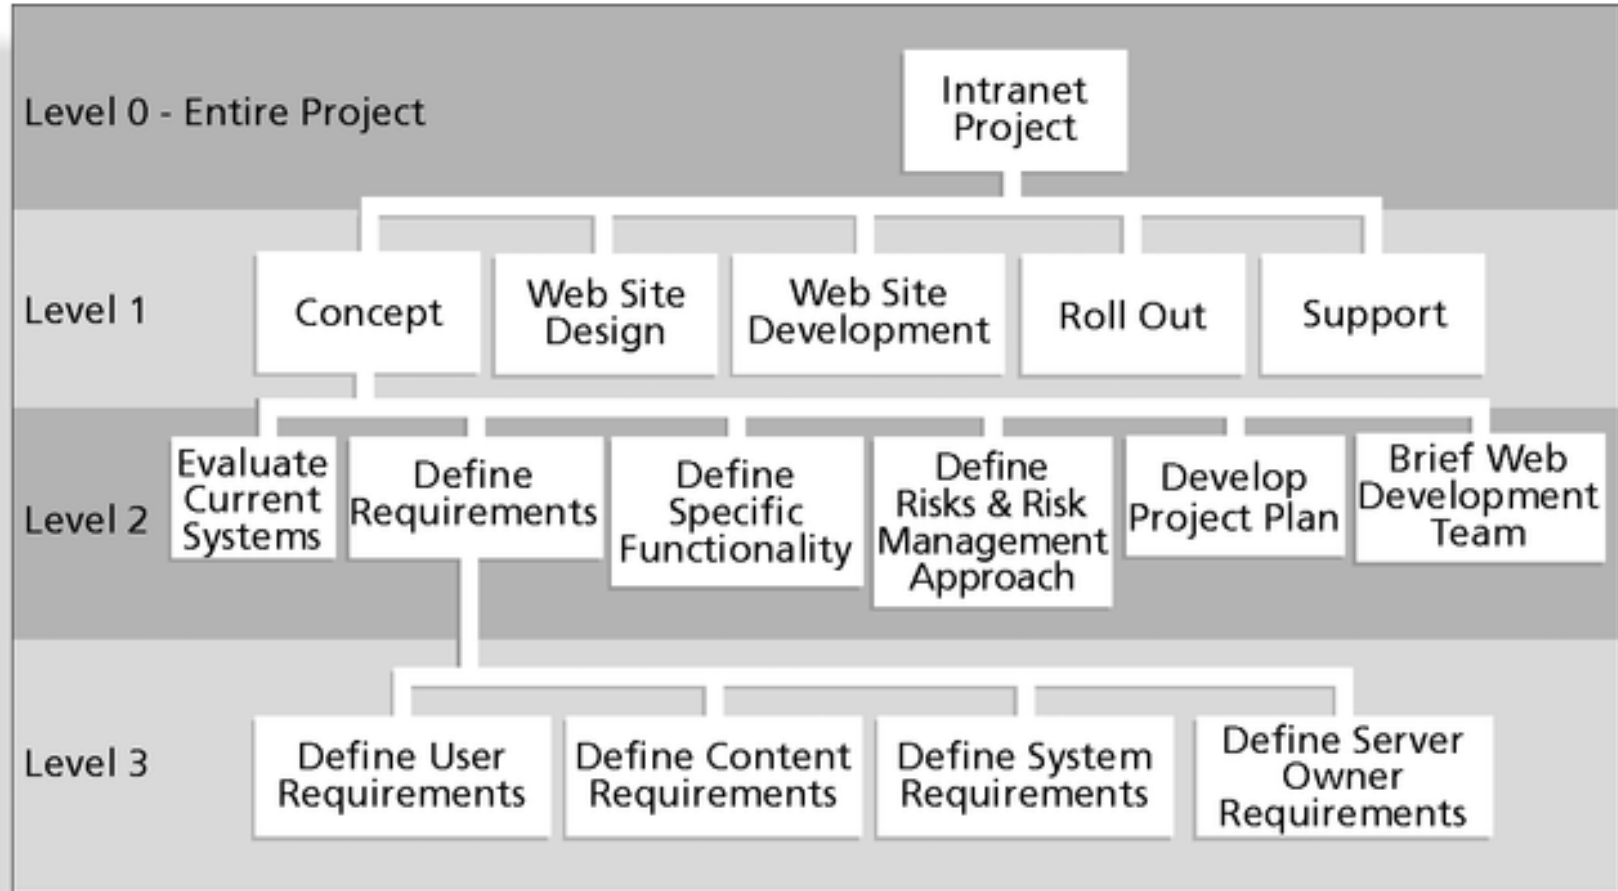 Level 0 - Entire Project
Intranet
Project
Level 1
Concept
Web Site
Design
Web Site
Development
Roll Out
Support
Level 2
Evaluate
Current
Systems
Define
Requirements
Define
Specific
Functionality
Define
Risks & Risk
Management
Approach
Develop
Project Plan
Brief Web
Development
Team
Level 3
Define User
Requirements
Define Content
Requirements
Define System
Requirements
Define Server
Owner
Requirements